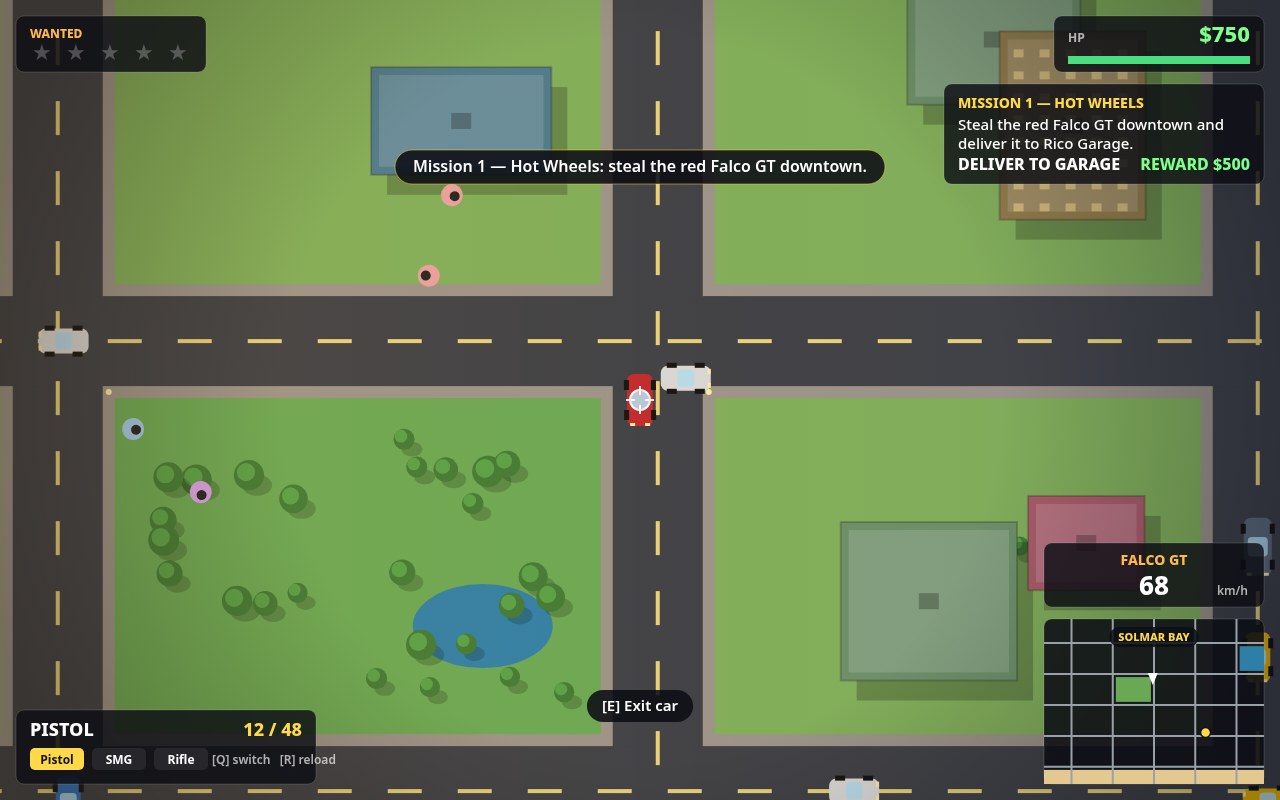 WANTED
HP
$750
MISSION 1 — HOT WHEELS
Steal the red Falco GT downtown and
deliver it to Rico Garage.
DELIVER TO GARAGE REWARD $500
Mission 1 — Hot Wheels: steal the red Falco GT downtown.
FALCO GT
68 km/h
SOLMAR BAY
[E] Exit car
PISTOL 12 / 48
Pistol SMG Rifle [Q] switch [R] reload